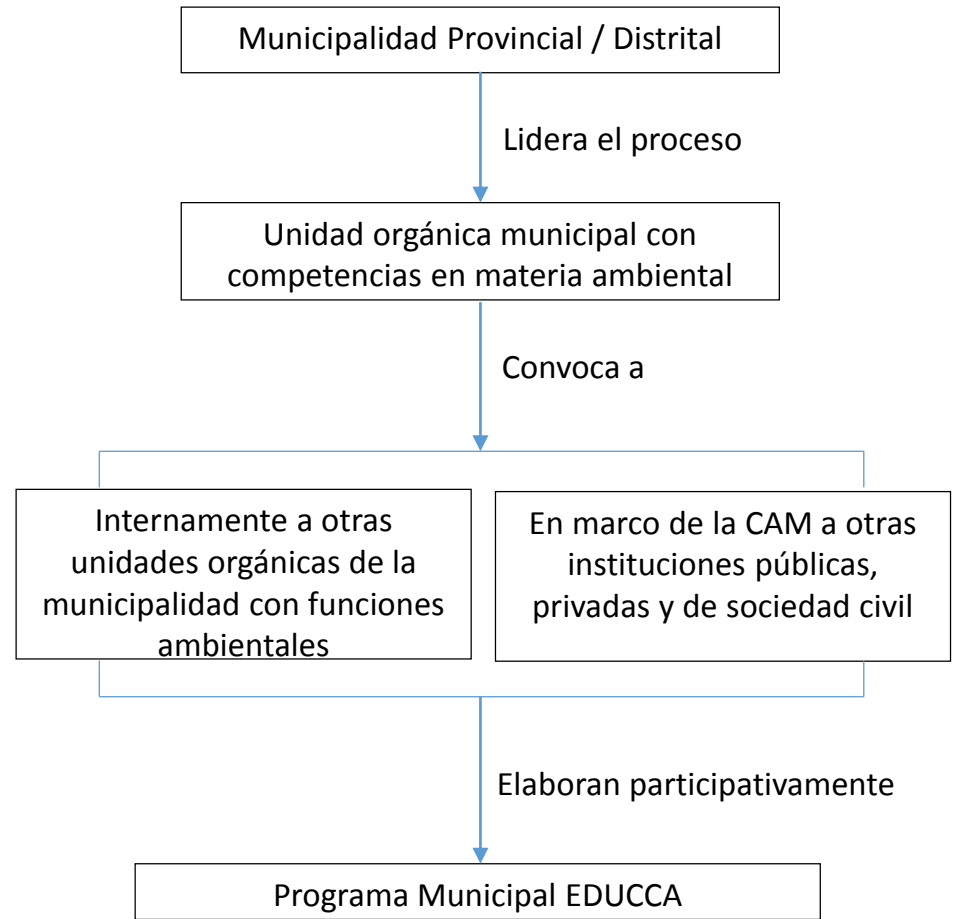 Municipalidad Provincial / Distrital
Lidera el proceso
Unidad orgánica municipal con
competencias en materia ambiental
Convoca a
Internamente a otras
unidades orgánicas de la
municipalidad con funciones
ambientales
En marco de la CAM a otras
instituciones públicas,
privadas y de sociedad civil
Elaboran participativamente
Programa Municipal EDUCCA